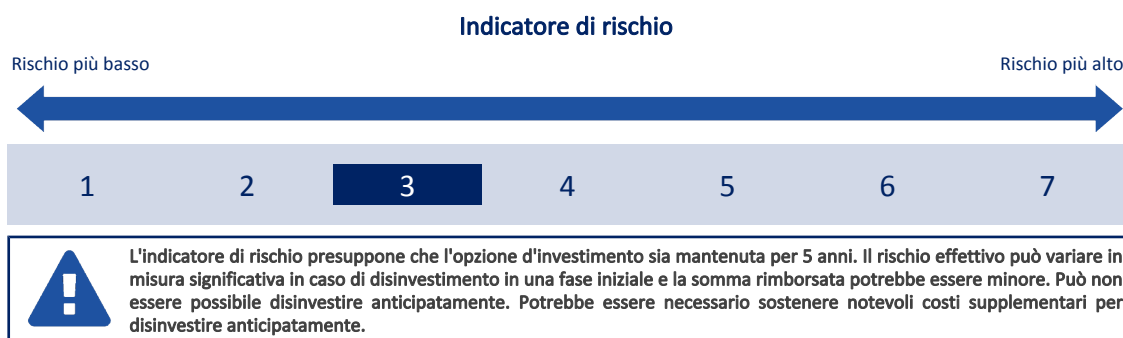 Indicatore di rischio
Rischio più basso
Rischio più alto
1 2 3 4 5 6 7
L'indicatore di rischio presuppone che l'opzione d'investimento sia mantenuta per 5 anni. Il rischio effettivo può variare in
misura significativa in caso di disinvestimento in una fase iniziale e la somma rimborsata potrebbe essere minore. Può non
essere possibile disinvestire anticipatamente. Potrebbe essere necessario sostenere notevoli costi supplementari per
disinvestire anticipatamente.